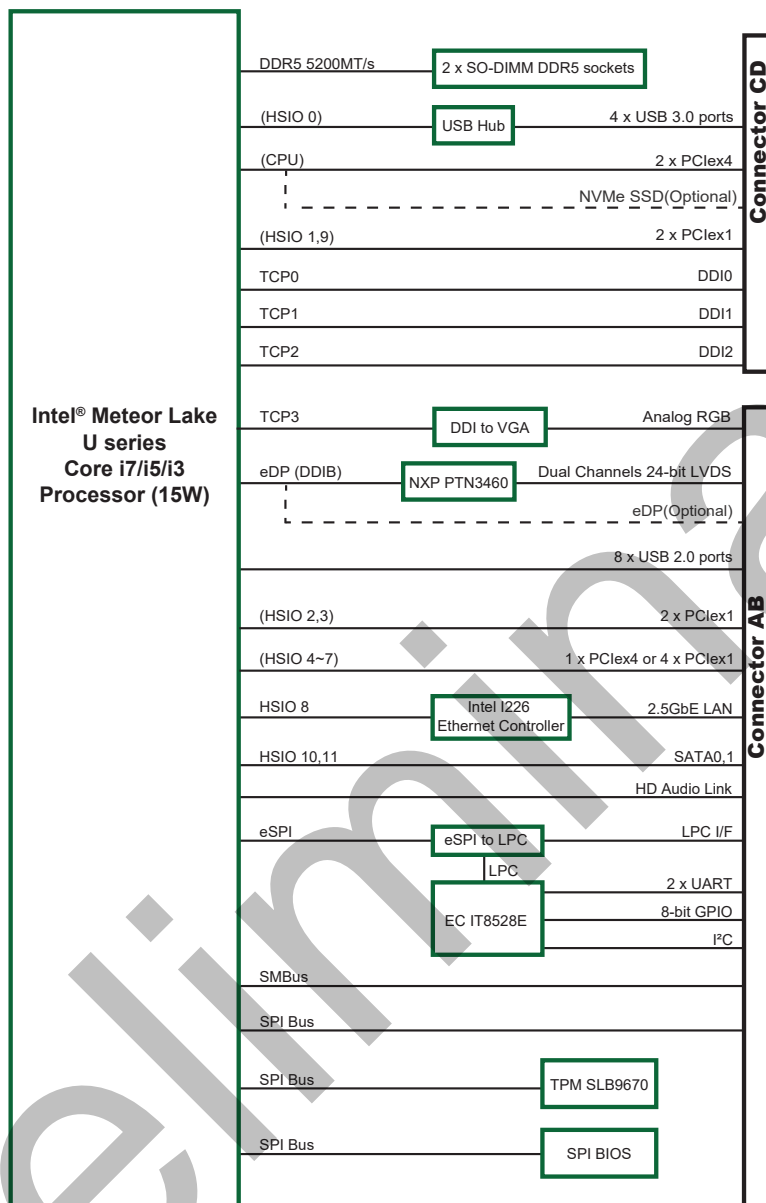 DDR5 5200MT/s
2 x SO-DIMM DDR5 sockets
(HSIO 0)
USB Hub
4 x USB 3.0 ports
(CPU)
2 x PCIex4
NVMe SSD(Optional)
(HSIO 1,9)
2 x PCIex1
TCP0
DDI0
TCP1
DDI1
TCP2
DDI2
Connector CD
Intel® Meteor Lake
U series
Core i7/i5/i3
Processor (15W)
TCP3
DDI to VGA
Analog RGB
eDP (DDIB)
NXP PTN3460
Dual Channels 24-bit LVDS
eDP(Optional)
8 x USB 2.0 ports
(HSIO 2,3)
2 x PCIex1
(HSIO 4~7)
1 x PCIex4 or 4 x PCIex1
HSIO 8
Intel I226
Ethernet Controller
2.5GbE LAN
HSIO 10,11
SATA0,1
HD Audio Link
eSPI
eSPI to LPC
LPC I/F
LPC
EC IT8528E
2 x UART
8-bit GPIO
I²C
SMBus
SPI Bus
Connector AB
SPI Bus
TPM SLB9670
SPI Bus
SPI BIOS
elimina